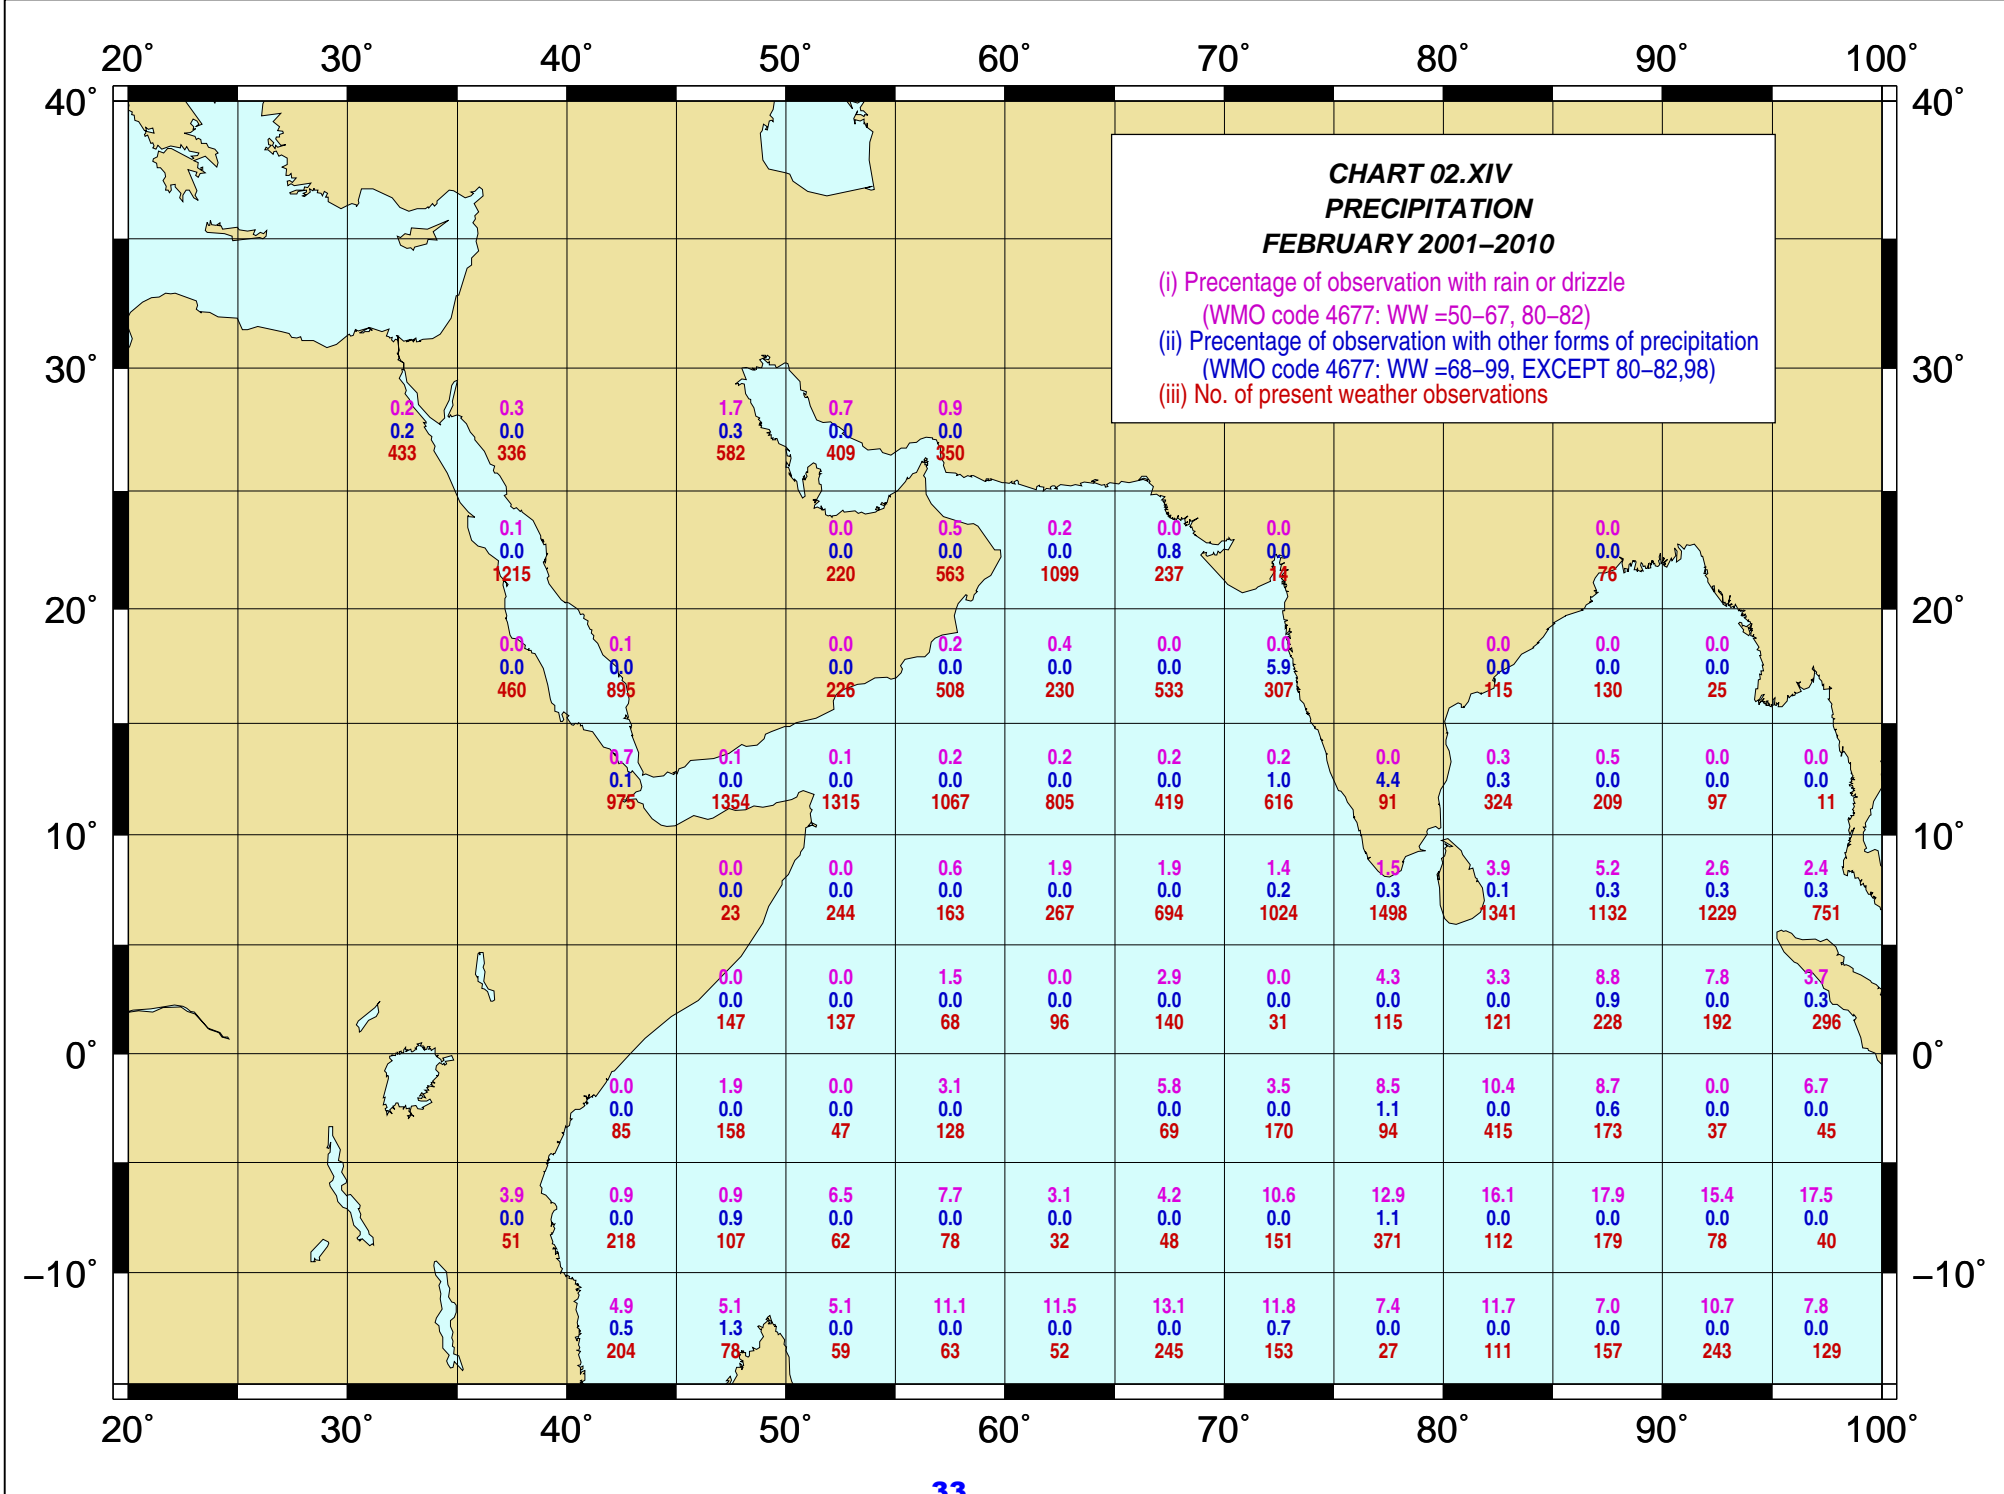 20° 30° 40° 50° 60° 70° 80° 90° 100°
40° 40°
CHART 02.XIV
PRECIPITATION
FEBRUARY 2001–2010
(i) Precentage of observation with rain or drizzle
(WMO code 4677: WW =50–67, 80–82)
(ii) Precentage of observation with other forms of precipitation
(WMO code 4677: WW =68–99, EXCEPT 80–82,98)
(iii) No. of present weather observations
30° 30°
0.2 0.3 1.7 0.7 0.9
0.2 0.0 0.3 0.0 0.0
433 336 582 409 350
0.1 0.0 0.5 0.2 0.0 0.0 0.0
0.0 0.0 0.0 0.0 0.8 0.0 0.0
1215 220 563 1099 237 14 76
20° 20°
0.0 0.1 0.0 0.2 0.4 0.0 0.0 0.0 0.0 0.0
0.0 0.0 0.0 0.0 0.0 0.0 5.9 0.0 0.0 0.0
460 895 226 508 230 533 307 115 130 25
0.7 0.1 0.1 0.2 0.2 0.2 0.2 0.0 0.3 0.5 0.0 0.0
0.1 0.0 0.0 0.0 0.0 0.0 1.0 4.4 0.3 0.0 0.0 0.0
975 1354 1315 1067 805 419 616 91 324 209 97 11
10° 10°
0.0 0.0 0.6 1.9 1.9 1.4 1.5 3.9 5.2 2.6 2.4
0.0 0.0 0.0 0.0 0.0 0.2 0.3 0.1 0.3 0.3 0.3
23 244 163 267 694 1024 1498 1341 1132 1229 751
0.0 0.0 1.5 0.0 2.9 0.0 4.3 3.3 8.8 7.8 3.7
0.0 0.0 0.0 0.0 0.0 0.0 0.0 0.0 0.9 0.0 0.3
147 137 68 96 140 31 115 121 228 192 296
0° 0°
0.0 1.9 0.0 3.1 5.8 3.5 8.5 10.4 8.7 0.0 6.7
0.0 0.0 0.0 0.0 0.0 0.0 1.1 0.0 0.6 0.0 0.0
85 158 47 128 69 170 94 415 173 37 45
3.9 0.9 0.9 6.5 7.7 3.1 4.2 10.6 12.9 16.1 17.9 15.4 17.5
0.0 0.0 0.9 0.0 0.0 0.0 0.0 0.0 1.1 0.0 0.0 0.0 0.0
51 218 107 62 78 32 48 151 371 112 179 78 40
–10° –10°
4.9 5.1 5.1 11.1 11.5 13.1 11.8 7.4 11.7 7.0 10.7 7.8
0.5 1.3 0.0 0.0 0.0 0.0 0.7 0.0 0.0 0.0 0.0 0.0
204 78 59 63 52 245 153 27 111 157 243 129
20° 30° 40° 50° 60° 70° 80° 90° 100°
33